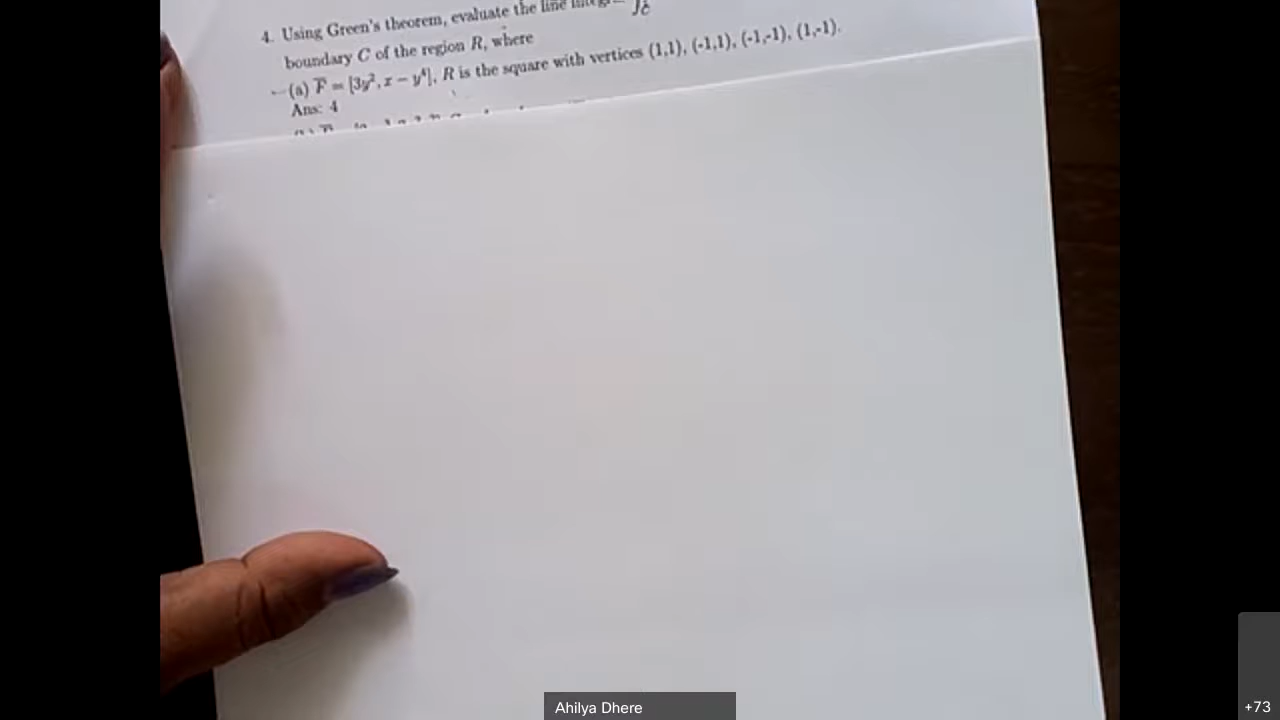 4. Using Green's theorem, evaluate the line
boundary C of the region R, where
(a) F̅ = [3y², x − y⁴], R is the square with vertices (1,1), (-1,1), (-1,-1), (1,-1).
Ans: 4
Ahilya Dhere
+73